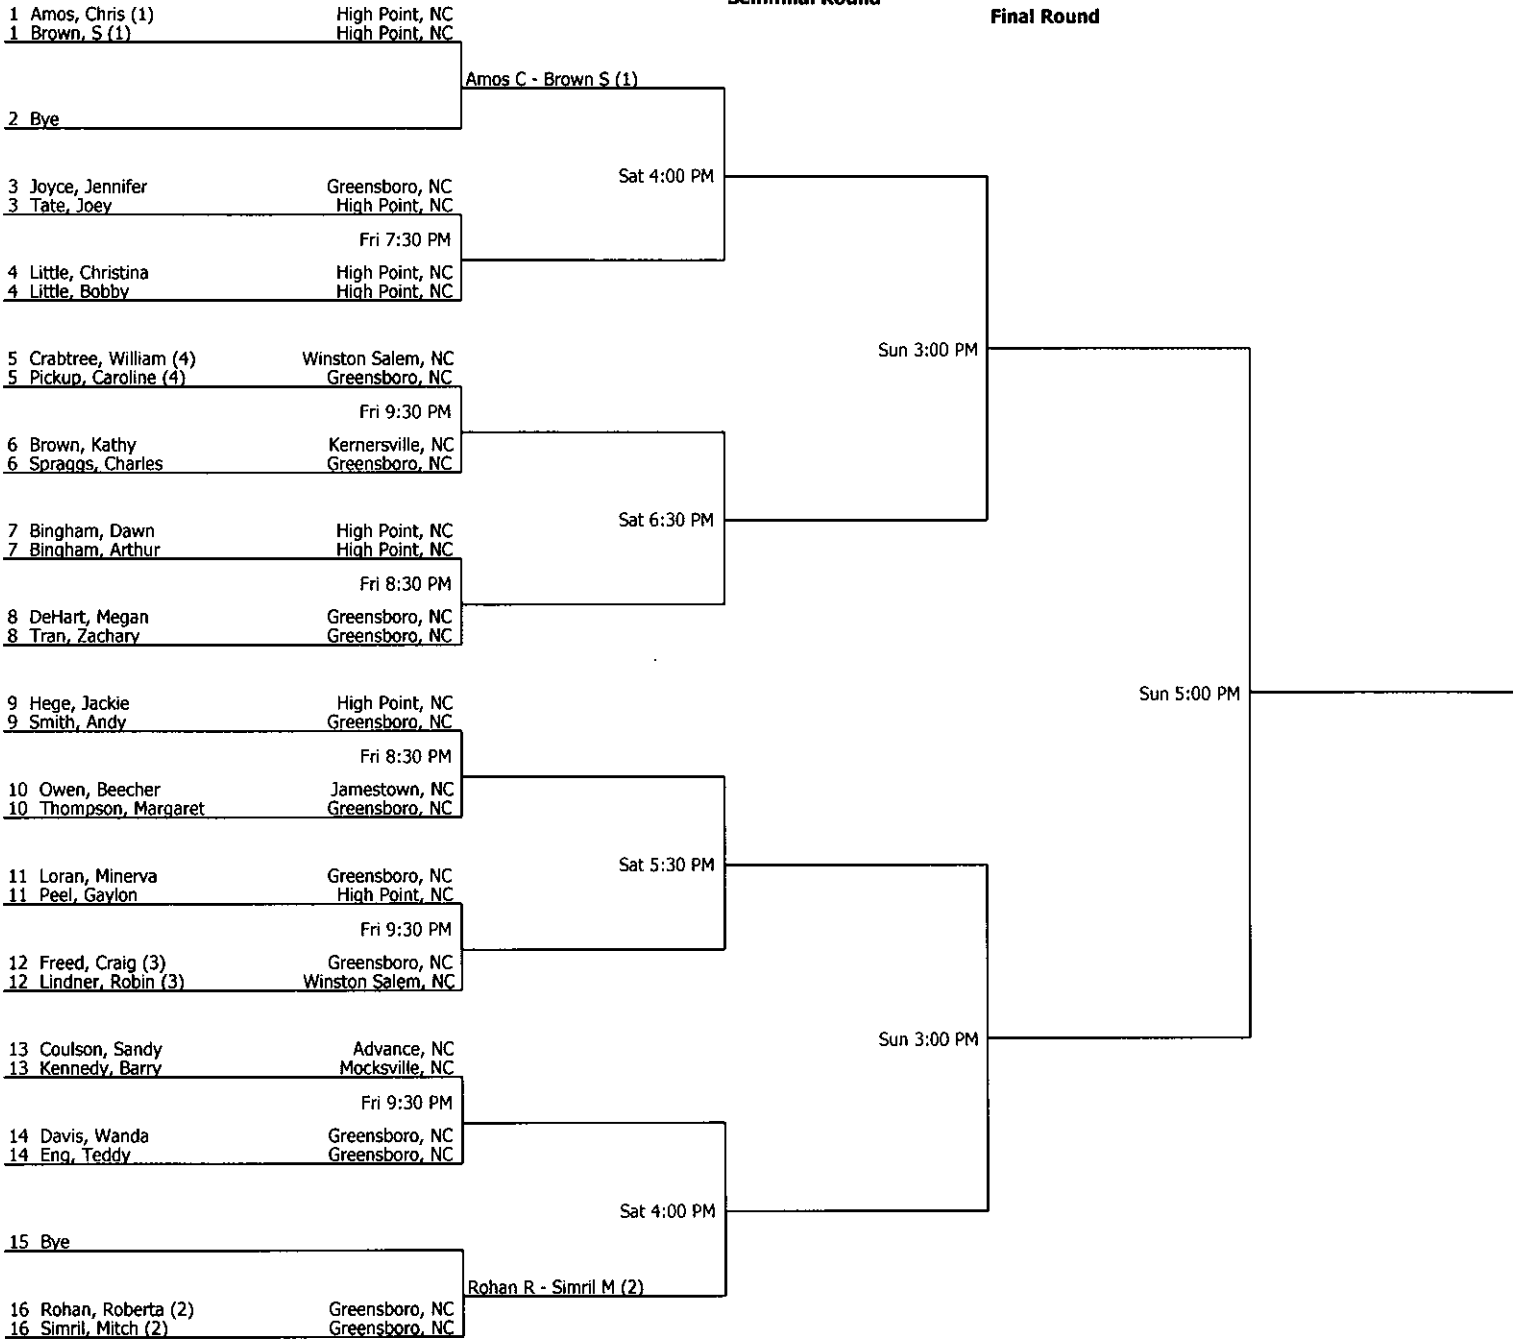 Semifinal Round
Final Round
1 Amos, Chris (1) High Point, NC
1 Brown, S (1) High Point, NC
Amos C - Brown S (1)
2 Bye
Sat 4:00 PM
3 Joyce, Jennifer Greensboro, NC
3 Tate, Joey High Point, NC
Fri 7:30 PM
4 Little, Christina High Point, NC
4 Little, Bobby High Point, NC
Sun 3:00 PM
5 Crabtree, William (4) Winston Salem, NC
5 Pickup, Caroline (4) Greensboro, NC
Fri 9:30 PM
6 Brown, Kathy Kernersville, NC
6 Spraggs, Charles Greensboro, NC
Sat 6:30 PM
7 Bingham, Dawn High Point, NC
7 Bingham, Arthur High Point, NC
Fri 8:30 PM
8 DeHart, Megan Greensboro, NC
8 Tran, Zachary Greensboro, NC
Sun 5:00 PM
9 Hege, Jackie High Point, NC
9 Smith, Andy Greensboro, NC
Fri 8:30 PM
10 Owen, Beecher Jamestown, NC
10 Thompson, Margaret Greensboro, NC
Sat 5:30 PM
11 Loran, Minerva Greensboro, NC
11 Peel, Gaylon High Point, NC
Fri 9:30 PM
12 Freed, Craig (3) Greensboro, NC
12 Lindner, Robin (3) Winston Salem, NC
Sun 3:00 PM
13 Coulson, Sandy Advance, NC
13 Kennedy, Barry Mocksville, NC
Fri 9:30 PM
14 Davis, Wanda Greensboro, NC
14 Eng, Teddy Greensboro, NC
Sat 4:00 PM
15 Bye
Rohan R - Simril M (2)
16 Rohan, Roberta (2) Greensboro, NC
16 Simril, Mitch (2) Greensboro, NC